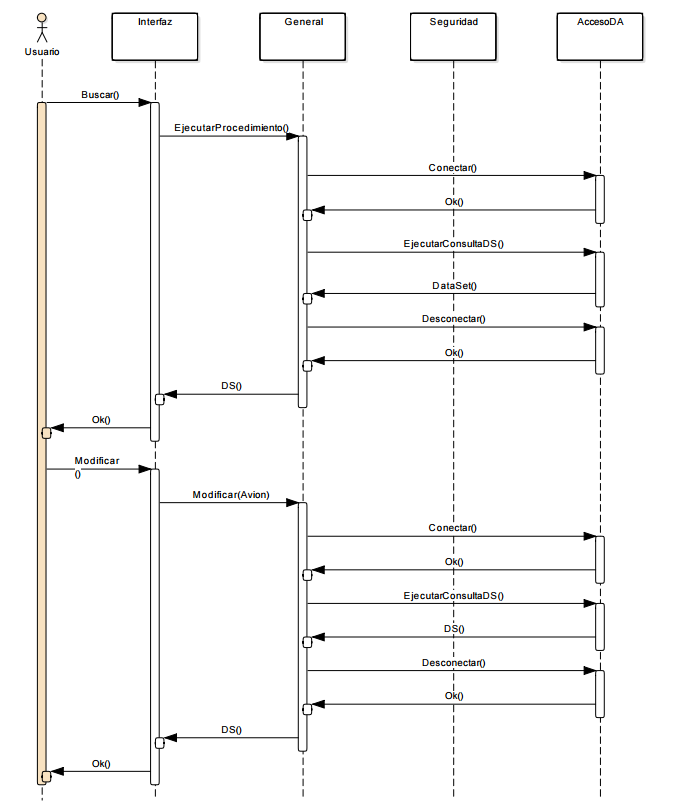 Interfaz
General
Seguridad
AccesoDA
Usuario
Buscar()
EjecutarProcedimiento()
Conectar()
Ok()
EjecutarConsultaDS()
DataSet()
Desconectar()
Ok()
DS()
Ok()
Modificar
()
Modificar(Avion)
Conectar()
Ok()
EjecutarConsultaDS()
DS()
Desconectar()
Ok()
DS()
Ok()